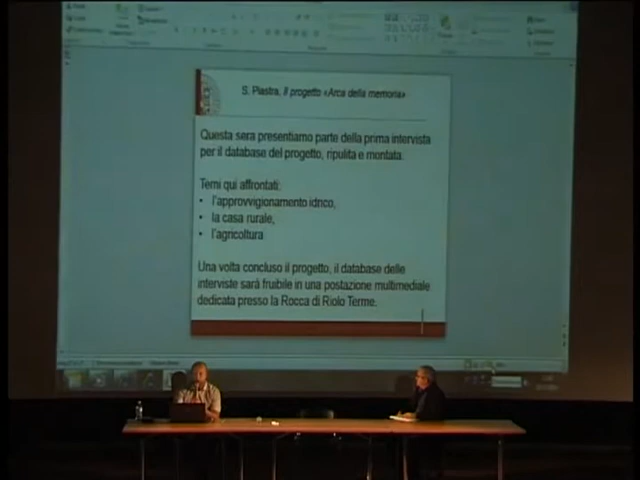 S. Piastra, Il progetto «Arca della memoria»
Questa sera presentiamo parte della prima intervista
per il database del progetto, ripulita e montata.
Temi qui affrontati:
• l'approvvigionamento idrico,
• la casa rurale,
• l'agricoltura
Una volta concluso il progetto, il database delle
interviste sarà fruibile in una postazione multimediale
dedicata presso la Rocca di Riolo Terme.